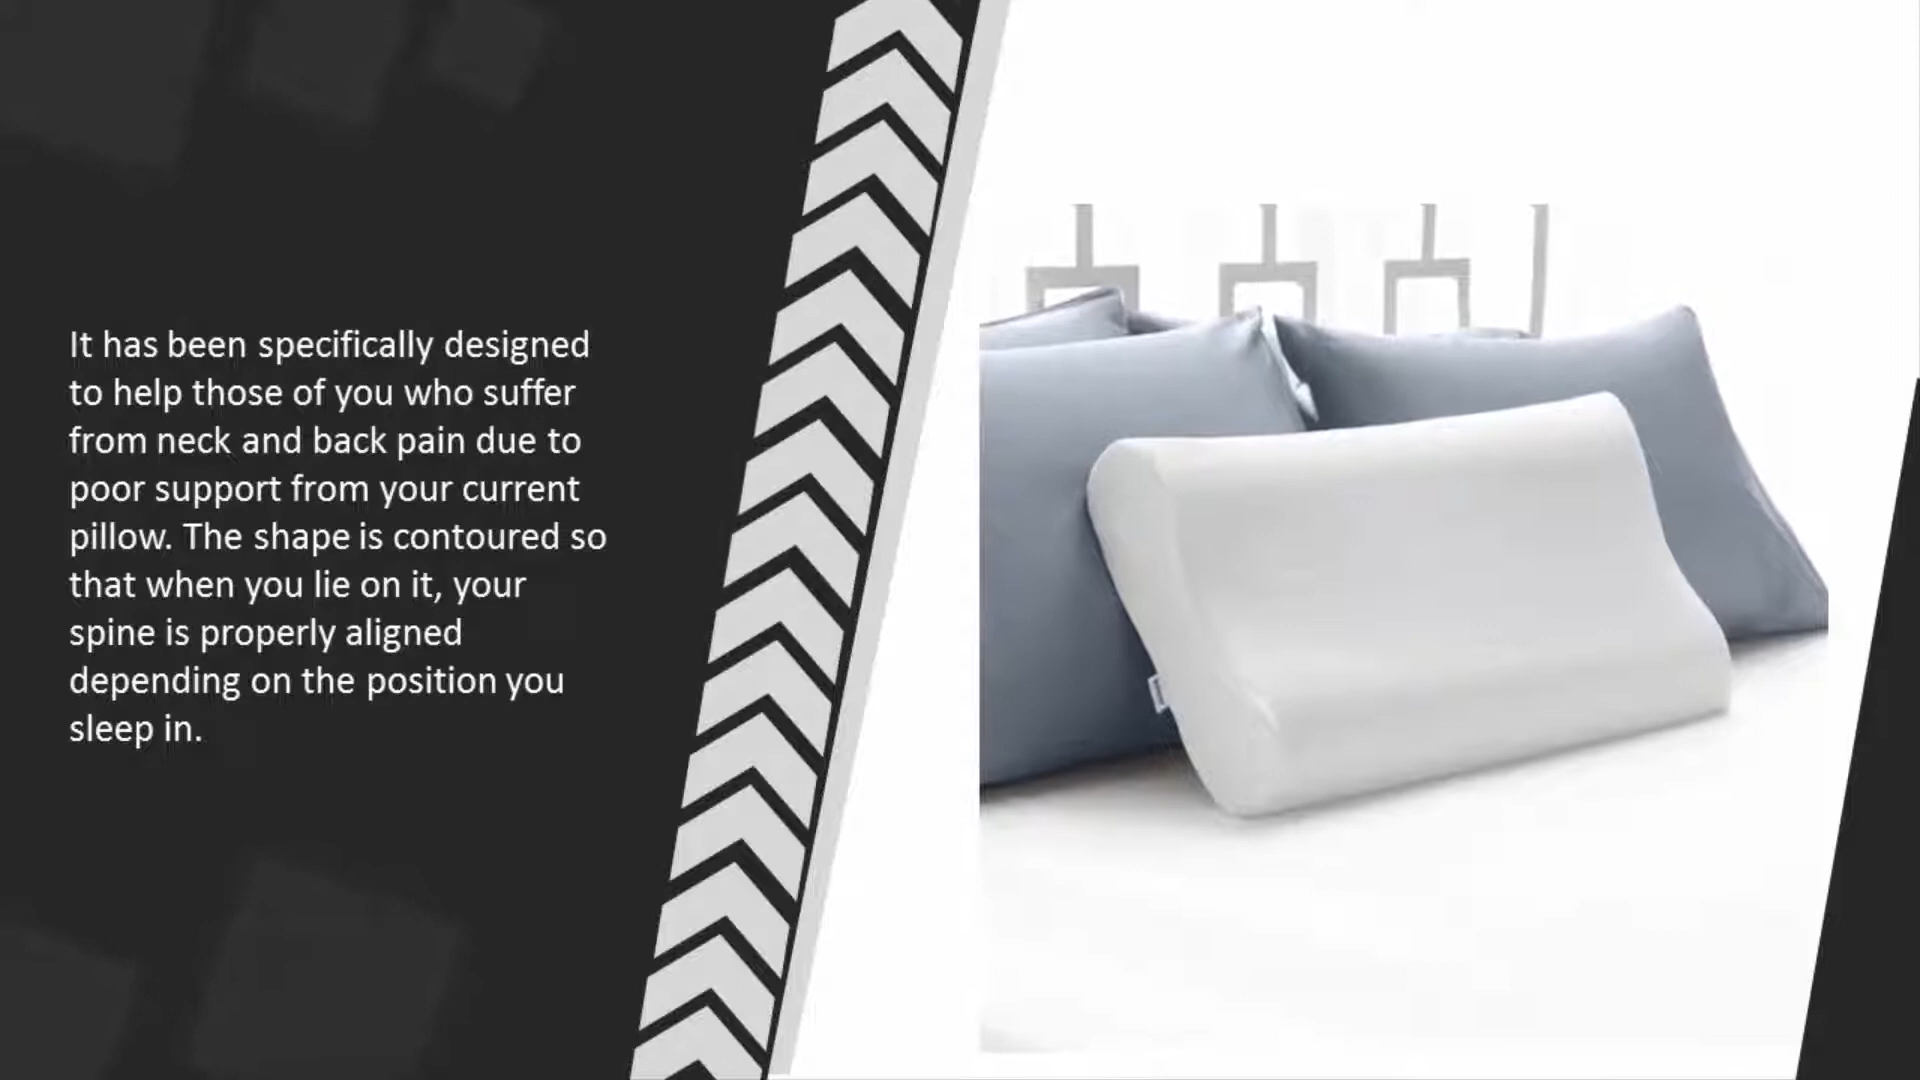 It has been specifically designed
to help those of you who suffer
from neck and back pain due to
poor support from your current
pillow. The shape is contoured so
that when you lie on it, your
spine is properly aligned
depending on the position you
sleep in.